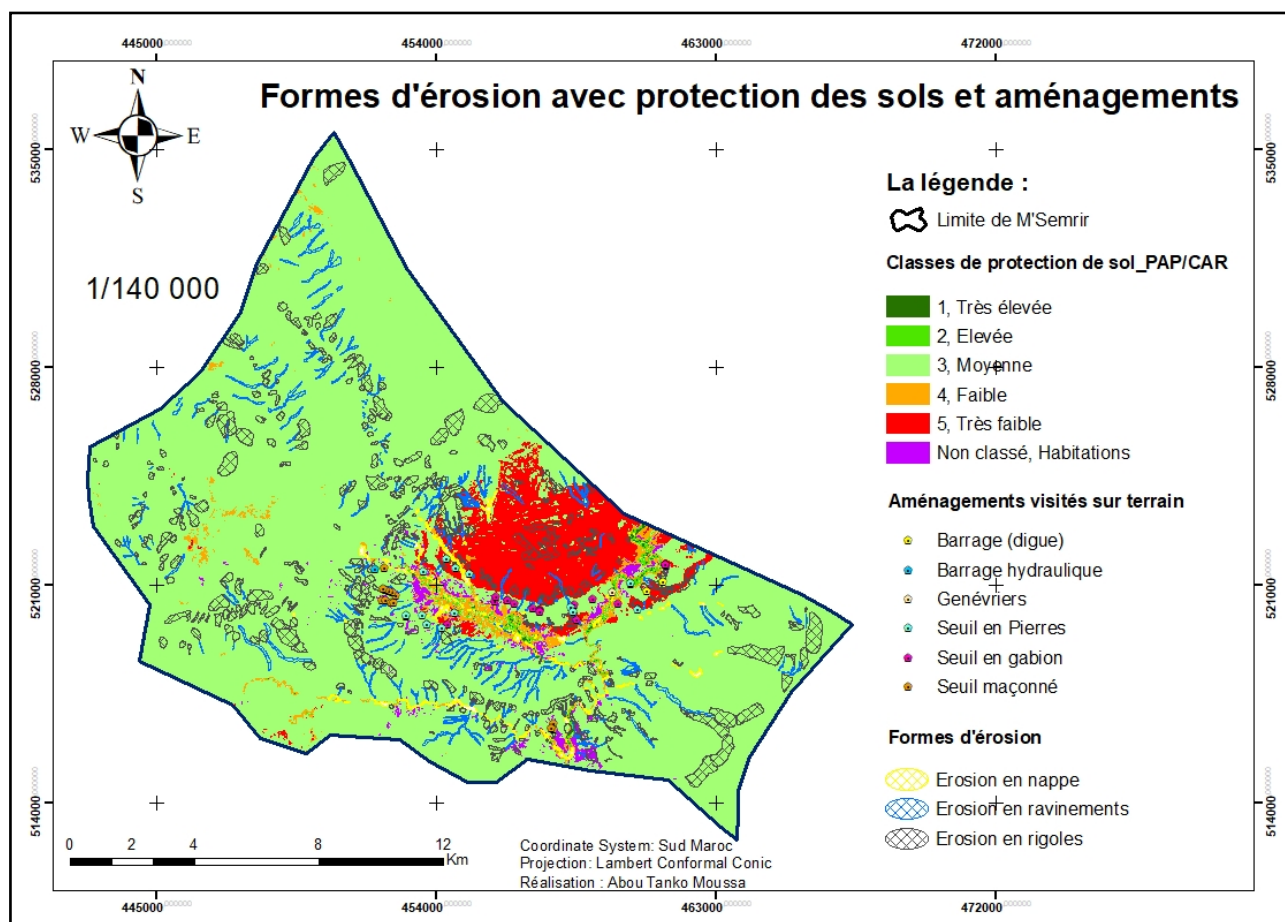 445000 454000 463000 472000
Formes d'érosion avec protection des sols et aménagements
N
W E
S
535000 535000
La légende :
Limite de M'Semrir
Classes de protection de sol_PAP/CAR
1/140 000
1, Très élevée
2, Elevée
528000 528000
3, Moyenne
4, Faible
5, Très faible
Non classé, Habitations
Aménagements visités sur terrain
Barrage (digue)
Barrage hydraulique
521000 521000
Genévriers
Seuil en Pierres
Seuil en gabion
Seuil maçonné
Formes d'érosion
Erosion en nappe
514000 514000
Erosion en ravinements
Erosion en rigoles
0 2 4 8 12
Km
Coordinate System: Sud Maroc
Projection: Lambert Conformal Conic
Réalisation : Abou Tanko Moussa
445000 454000 463000 472000